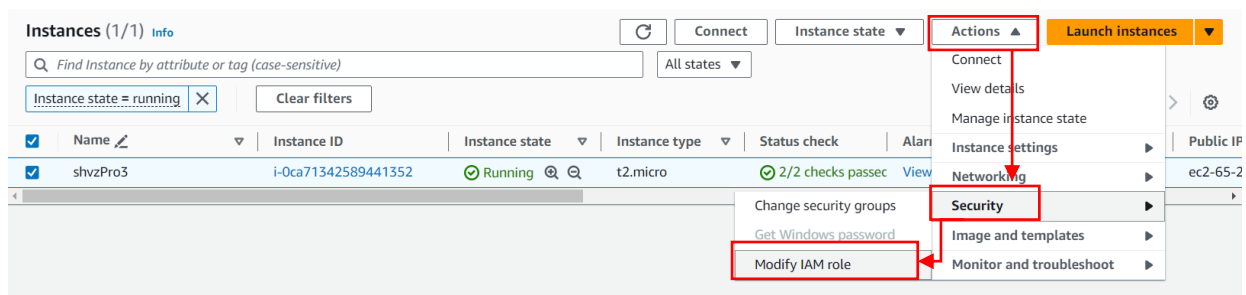 Instances (1/1) Info
Connect
Instance state
Actions
Launch instances
Find Instance by attribute or tag (case-sensitive)
All states
Instance state = running
Clear filters
Name
Instance ID
Instance state
Instance type
Status check
Alarr
Public IP
shvzPro3
i-0ca71342589441352
Running
t2.micro
2/2 checks passec
View
ec2-65-2
Connect
View details
Manage instance state
Instance settings
Networking
Security
Image and templates
Monitor and troubleshoot
Change security groups
Get Windows password
Modify IAM role